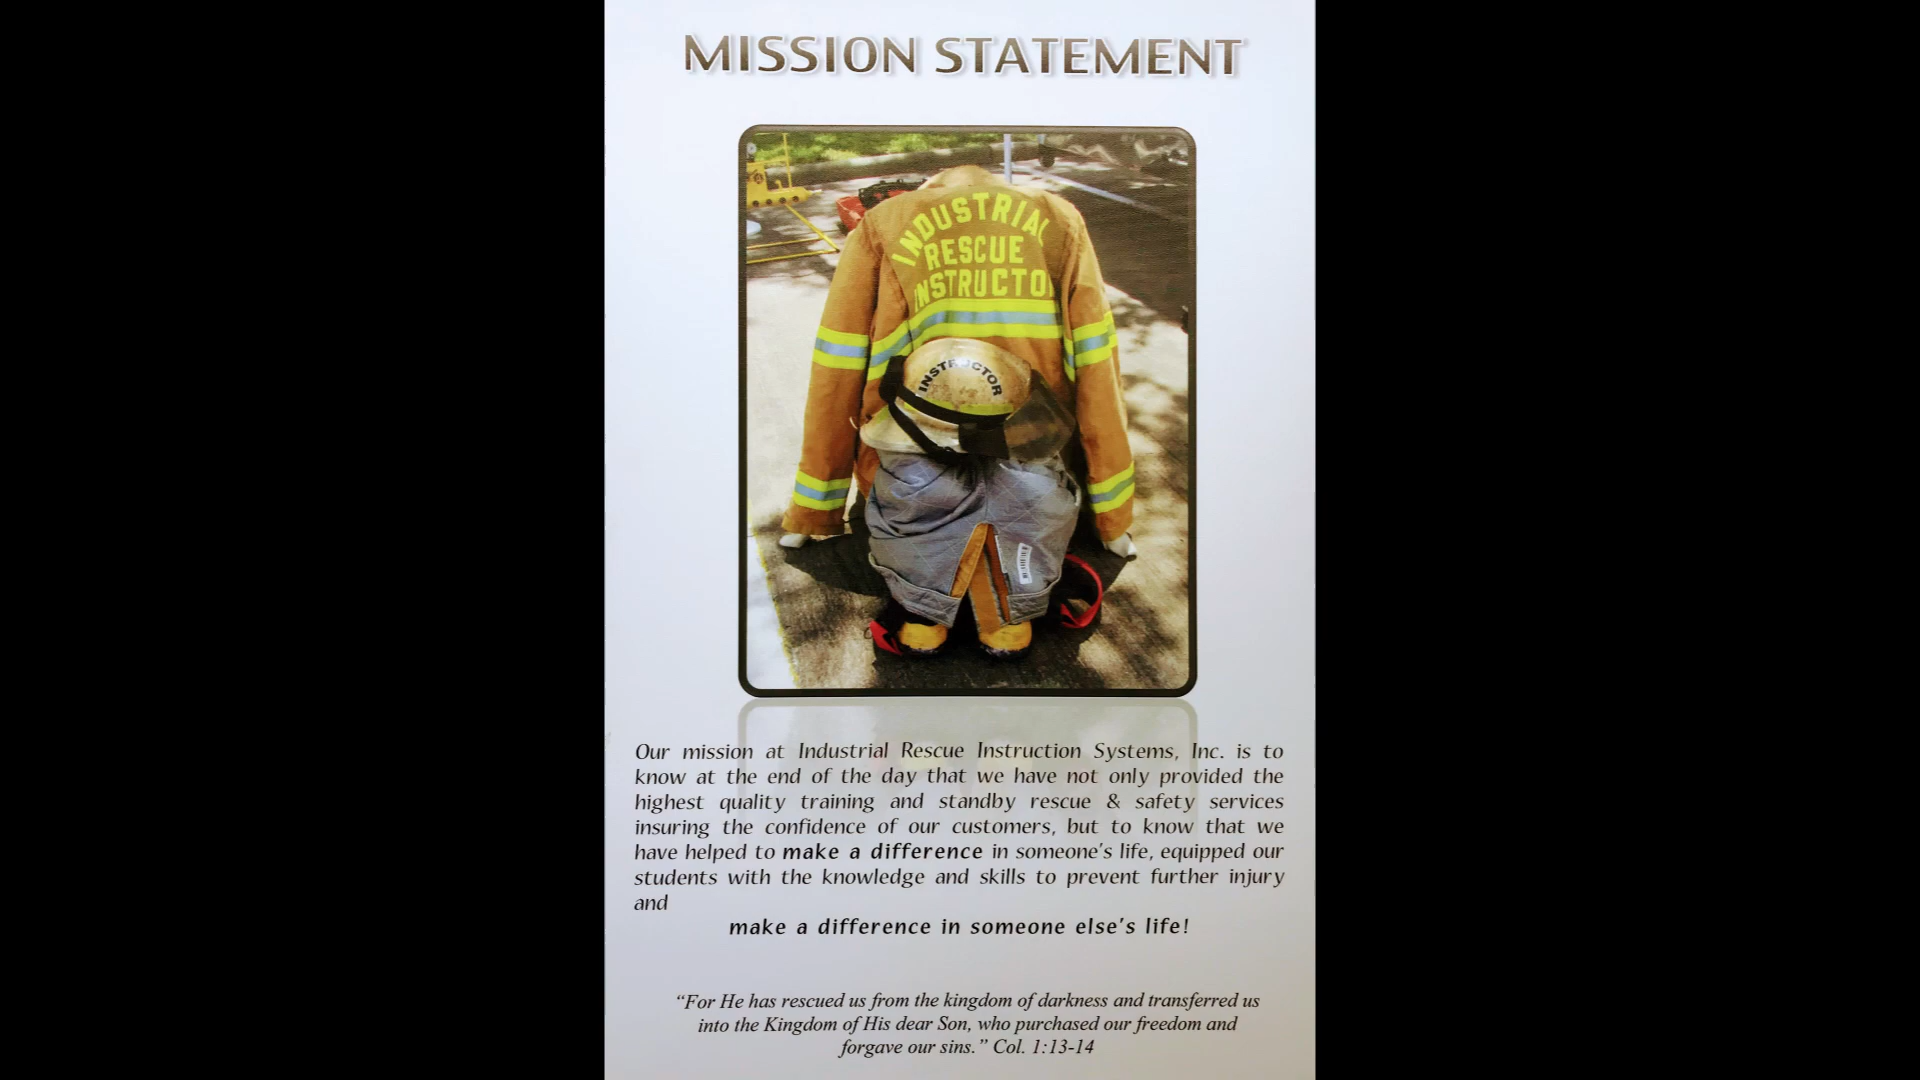 MISSION STATEMENT
INDUSTRIAL
RESCUE
INSTRUCTO
INSTRUCTOR
Our mission at Industrial Rescue Instruction Systems, Inc. is to
know at the end of the day that we have not only provided the
highest quality training and standby rescue & safety services
insuring the confidence of our customers, but to know that we
have helped to make a difference in someone's life, equipped our
students with the knowledge and skills to prevent further injury
and
make a difference in someone else's life!
“For He has rescued us from the kingdom of darkness and transferred us
into the Kingdom of His dear Son, who purchased our freedom and
forgave our sins.” Col. 1:13-14